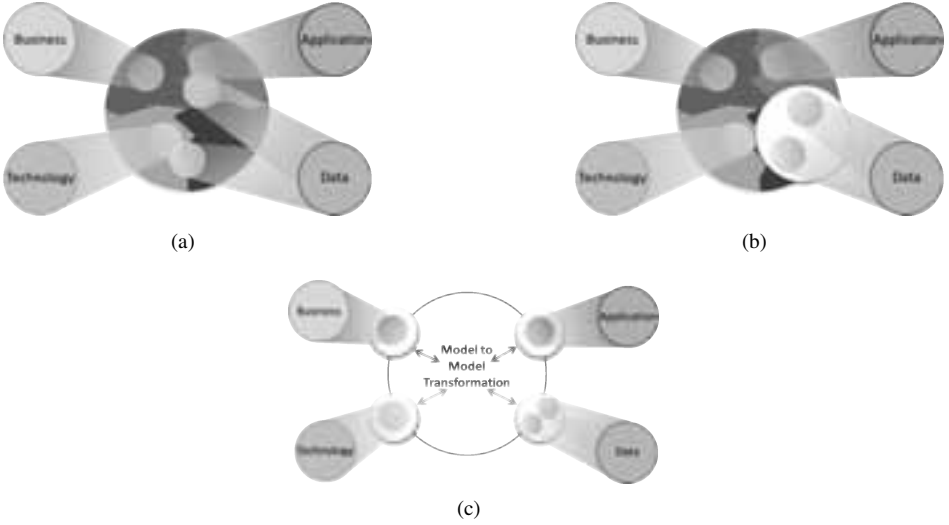 Business
Application
Technology
Data
(a)
Business
Application
Technology
Data
(b)
Business
Application
Model to
Model
Transformation
Technology
Data
(c)